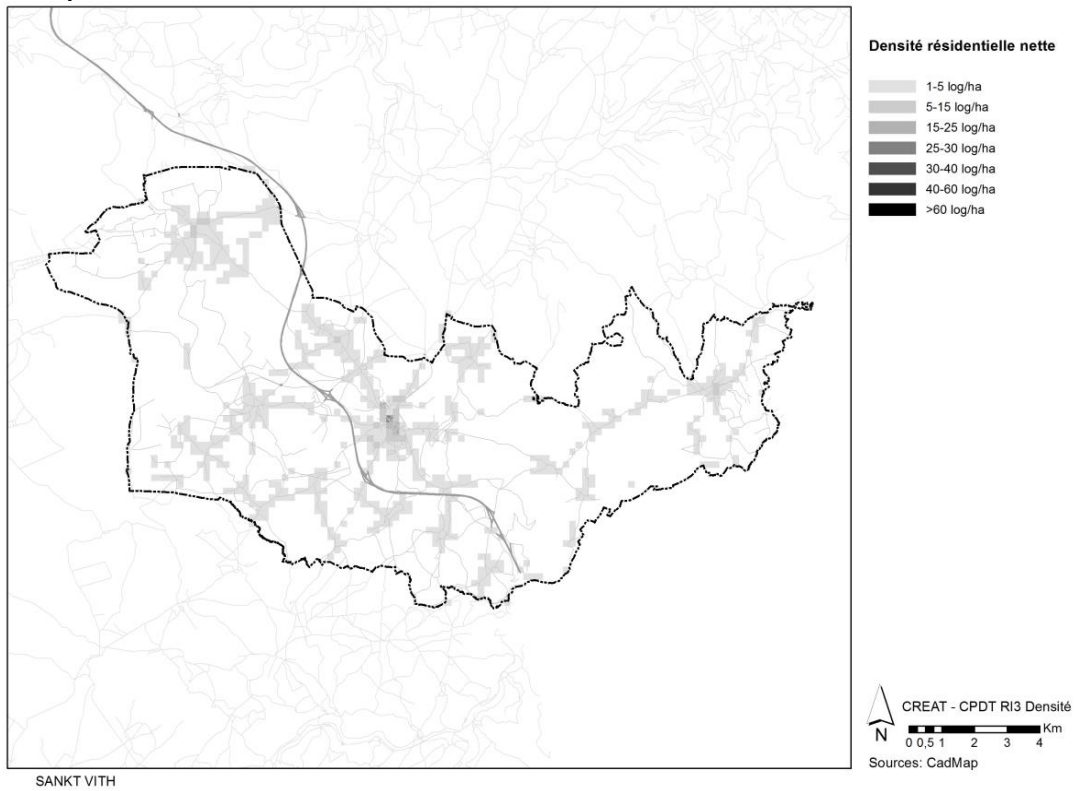 Densité résidentielle nette
1-5 log/ha
5-15 log/ha
15-25 log/ha
25-30 log/ha
30-40 log/ha
40-60 log/ha
>60 log/ha
N
CREAT - CPDT RI3 Densité
Km
0 0,5 1 2 3 4
Sources: CadMap
SANKT VITH